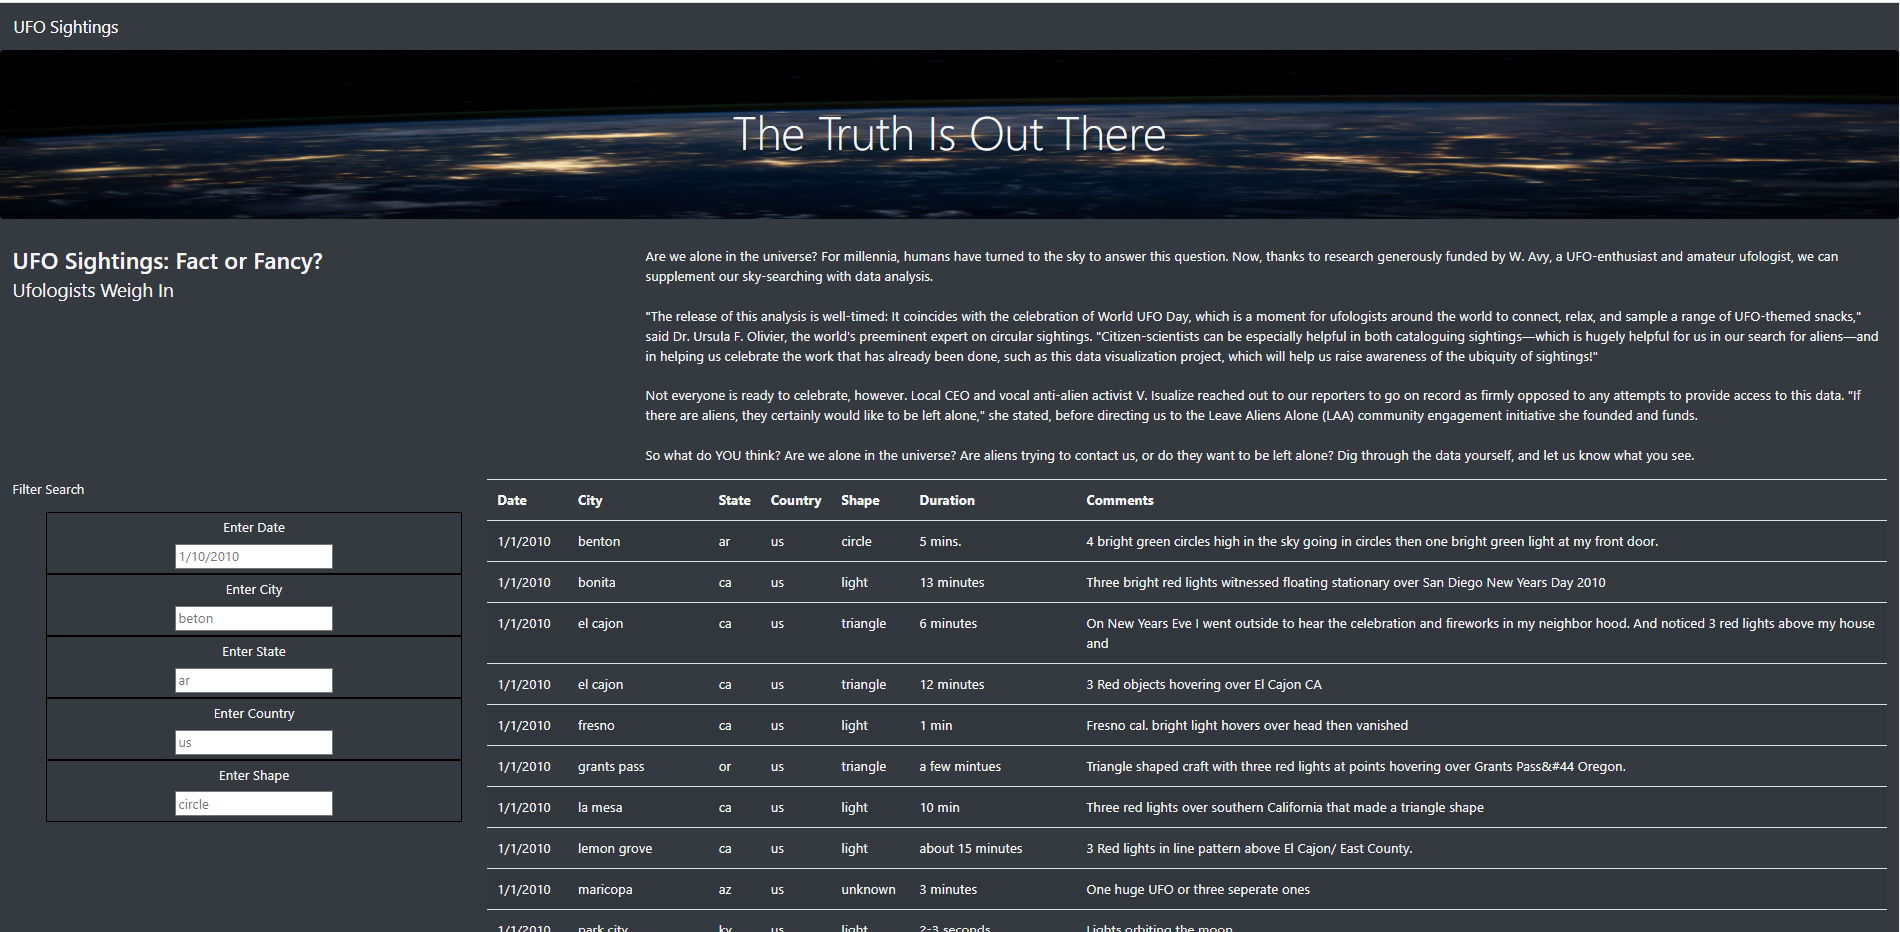 UFO Sightings
The Truth Is Out There
UFO Sightings: Fact or Fancy?
Ufologists Weigh In
Are we alone in the universe? For millennia, humans have turned to the sky to answer this question. Now, thanks to research generously funded by W. Avy, a UFO-enthusiast and amateur ufologist, we can
supplement our sky-searching with data analysis.
"The release of this analysis is well-timed: It coincides with the celebration of World UFO Day, which is a moment for ufologists around the world to connect, relax, and sample a range of UFO-themed snacks,"
said Dr. Ursula F. Olivier, the world's preeminent expert on circular sightings. "Citizen-scientists can be especially helpful in both cataloguing sightings—which is hugely helpful for us in our search for aliens—and
in helping us celebrate the work that has already been done, such as this data visualization project, which will help us raise awareness of the ubiquity of sightings!"
Not everyone is ready to celebrate, however. Local CEO and vocal anti-alien activist V. Isualize reached out to our reporters to go on record as firmly opposed to any attempts to provide access to this data. "If
there are aliens, they certainly would like to be left alone," she stated, before directing us to the Leave Aliens Alone (LAA) community engagement initiative she founded and funds.
So what do YOU think? Are we alone in the universe? Are aliens trying to contact us, or do they want to be left alone? Dig through the data yourself, and let us know what you see.
Filter Search
Enter Date
1/10/2010
Enter City
beton
Enter State
ar
Enter Country
us
Enter Shape
circle
Date City State Country Shape Duration Comments
1/1/2010 benton ar us circle 5 mins. 4 bright green circles high in the sky going in circles then one bright green light at my front door.
1/1/2010 bonita ca us light 13 minutes Three bright red lights witnessed floating stationary over San Diego New Years Day 2010
1/1/2010 el cajon ca us triangle 6 minutes On New Years Eve I went outside to hear the celebration and fireworks in my neighbor hood. And noticed 3 red lights above my house
and
1/1/2010 el cajon ca us triangle 12 minutes 3 Red objects hovering over El Cajon CA
1/1/2010 fresno ca us light 1 min Fresno cal. bright light hovers over head then vanished
1/1/2010 grants pass or us triangle a few mintues Triangle shaped craft with three red lights at points hovering over Grants Pass&#44 Oregon.
1/1/2010 la mesa ca us light 10 min Three red lights over southern California that made a triangle shape
1/1/2010 lemon grove ca us light about 15 minutes 3 Red lights in line pattern above El Cajon/ East County.
1/1/2010 maricopa az us unknown 3 minutes One huge UFO or three seperate ones
1/1/2010 park city ky us light 2-3 seconds Lights orbiting the moon